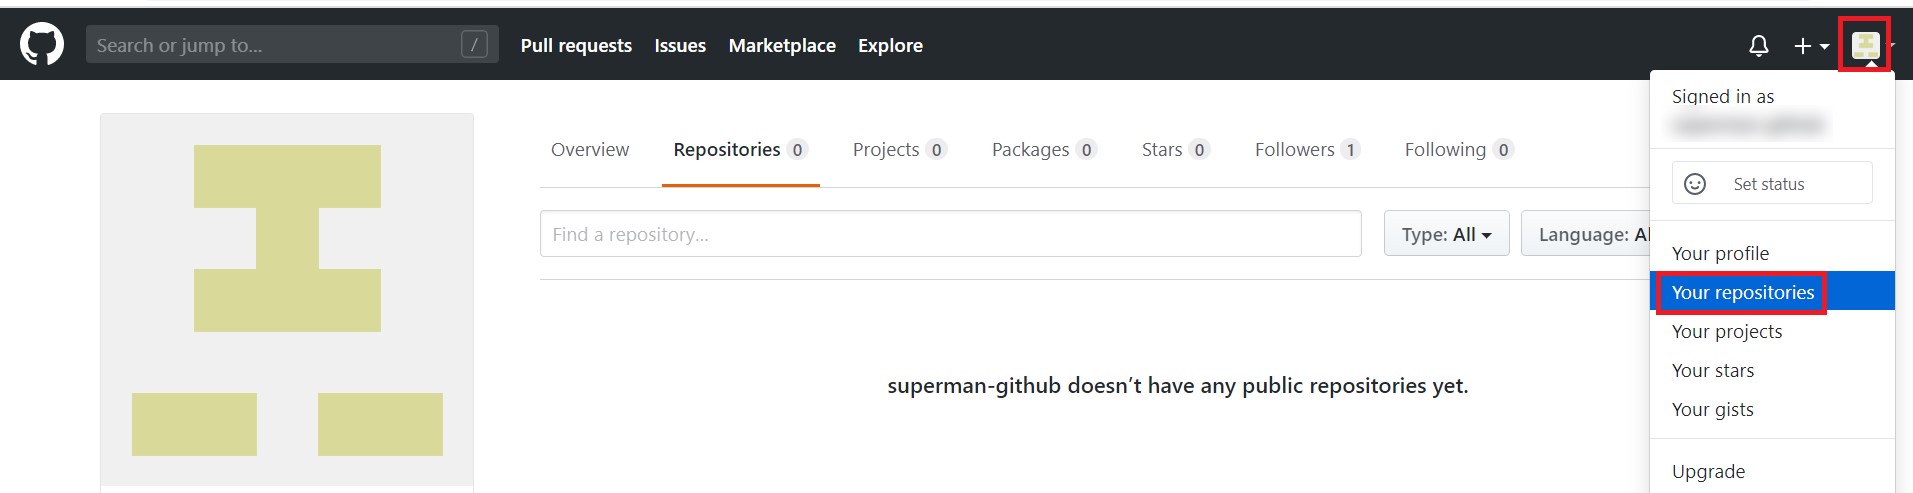 Search or jump to... / Pull requests Issues Marketplace Explore
Signed in as
Set status
Your profile
Your repositories
Your projects
Your stars
Your gists
Upgrade
Overview Repositories 0 Projects 0 Packages 0 Stars 0 Followers 1 Following 0
Find a repository... Type: All Language:
superman-github doesn’t have any public repositories yet.